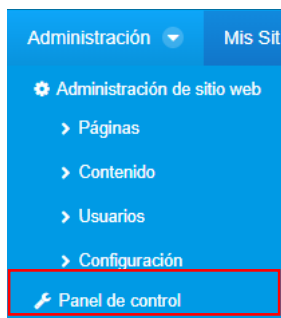 Administración Mis Sit
Administración de sitio web
Páginas
Contenido
Usuarios
Configuración
Panel de control